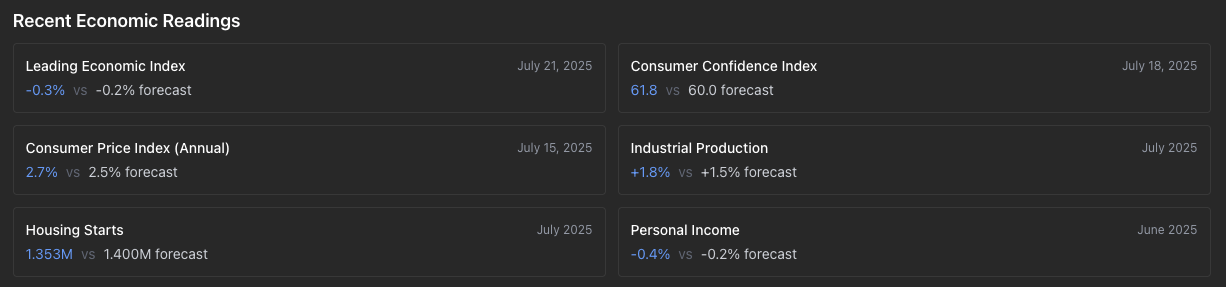 Recent Economic Readings
Leading Economic Index
July 21, 2025
-0.3% vs -0.2% forecast
Consumer Confidence Index
July 18, 2025
61.8 vs 60.0 forecast
Consumer Price Index (Annual)
July 15, 2025
2.7% vs 2.5% forecast
Industrial Production
July 2025
+1.8% vs +1.5% forecast
Housing Starts
July 2025
1.353M vs 1.400M forecast
Personal Income
June 2025
-0.4% vs -0.2% forecast